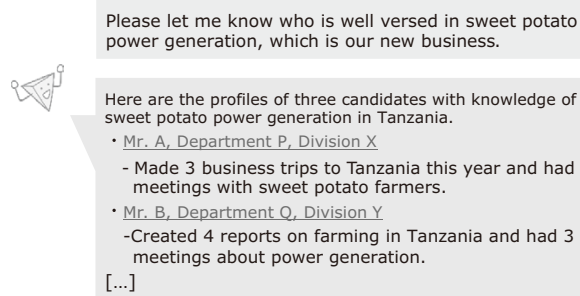 Please let me know who is well versed in sweet potato
power generation, which is our new business.
Here are the profiles of three candidates with knowledge of
sweet potato power generation in Tanzania.
・Mr. A, Department P, Division X
- Made 3 business trips to Tanzania this year and had
meetings with sweet potato farmers.
・Mr. B, Department Q, Division Y
-Created 4 reports on farming in Tanzania and had 3
meetings about power generation.
[...]